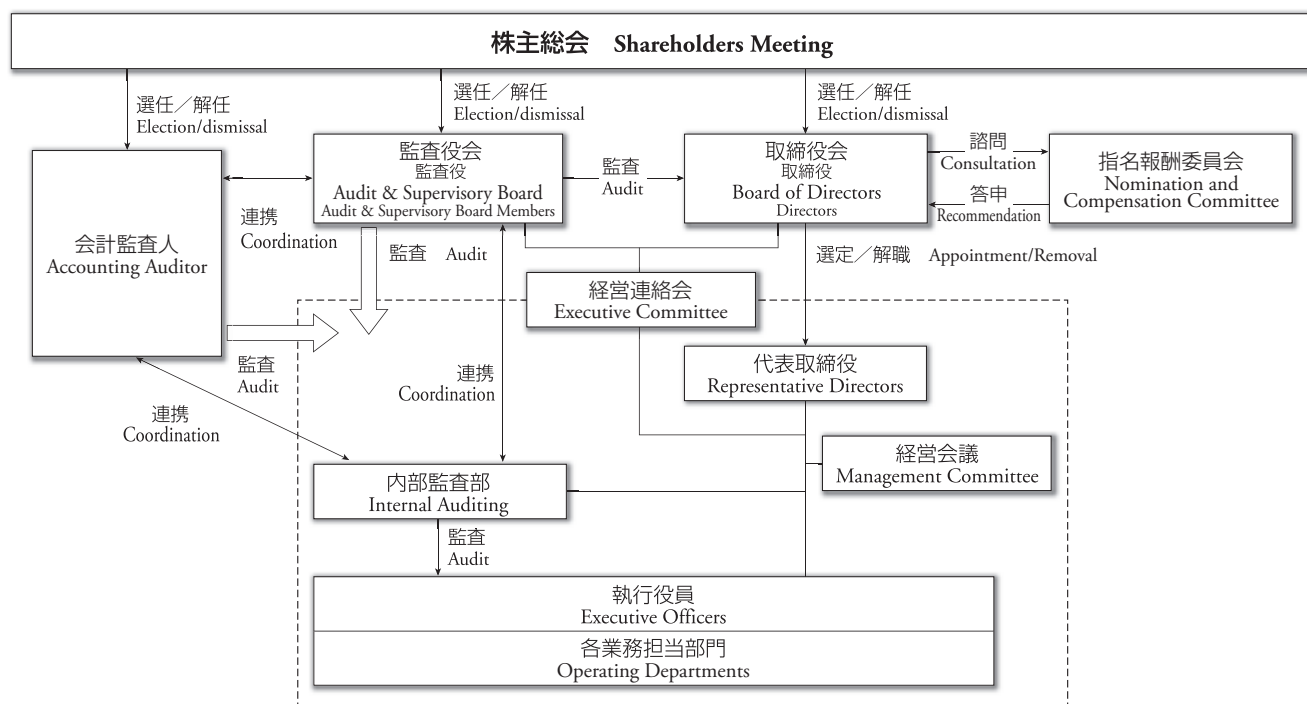 株主総会 Shareholders Meeting
選任／解任
Election/dismissal
選任／解任
Election/dismissal
選任／解任
Election/dismissal
会計監査人
Accounting Auditor
連携
Coordination
監査役会
監査役
Audit & Supervisory Board
Audit & Supervisory Board Members
監査
Audit
取締役会
取締役
Board of Directors
Directors
諮問
Consultation
答申
Recommendation
指名報酬委員会
Nomination and
Compensation Committee
監査 Audit
選定／解職 Appointment/Removal
経営連絡会
Executive Committee
監査
Audit
連携
Coordination
連携
Coordination
代表取締役
Representative Directors
経営会議
Management Committee
内部監査部
Internal Auditing
監査
Audit
執行役員
Executive Officers
各業務担当部門
Operating Departments